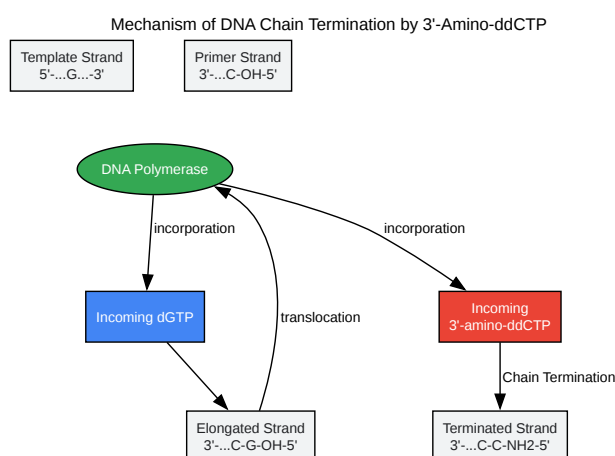 Mechanism of DNA Chain Termination by 3'-Amino-ddCTP
Template Strand
5'-...G...-3'
Primer Strand
3'-...C-OH-5'
DNA Polymerase
incorporation
incorporation
Incoming dGTP
translocation
Incoming
3'-amino-ddCTP
Chain Termination
Elongated Strand
3'-...C-G-OH-5'
Terminated Strand
3'-...C-C-NH2-5'